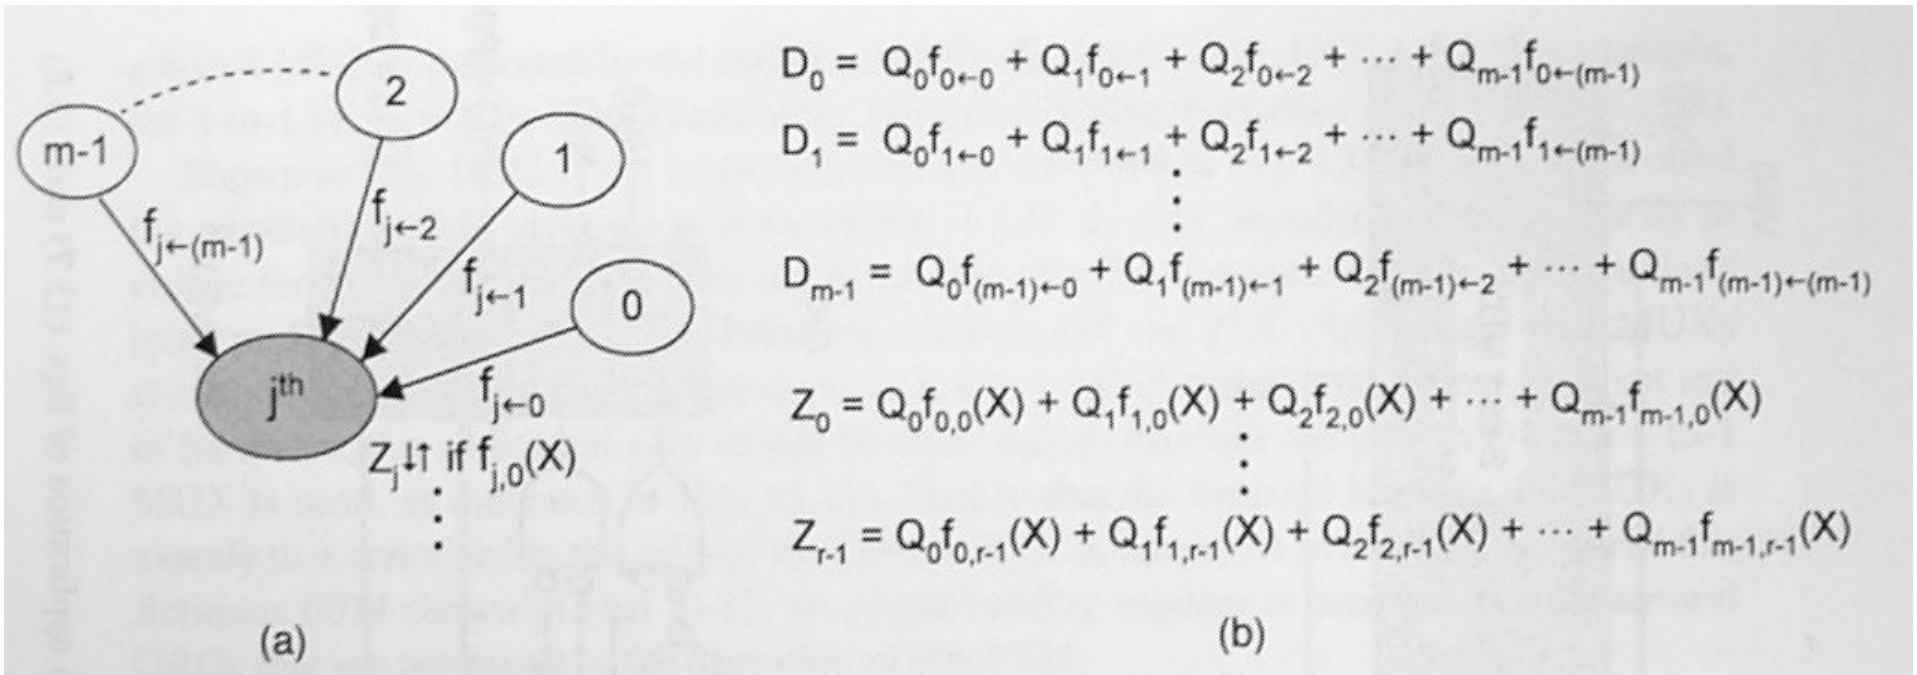 2
m-1
1
f_{j←(m-1)}
f_{j←2}
f_{j←1}
0
j^{th}
f_{j←0}
Z_j↓↑ if f_{j,0}(X)
⋮
(a)
D_0 = Q_0f_{0←0} + Q_1f_{0←1} + Q_2f_{0←2} + ··· + Q_{m-1}f_{0←(m-1)}
D_1 = Q_0f_{1←0} + Q_1f_{1←1} + Q_2f_{1←2} + ··· + Q_{m-1}f_{1←(m-1)}
⋮
D_{m-1} = Q_0f_{(m-1)←0} + Q_1f_{(m-1)←1} + Q_2f_{(m-1)←2} + ··· + Q_{m-1}f_{(m-1)←(m-1)}
Z_0 = Q_0f_{0,0}(X) + Q_1f_{1,0}(X) + Q_2f_{2,0}(X) + ··· + Q_{m-1}f_{m-1,0}(X)
⋮
Z_{r-1} = Q_0f_{0,r-1}(X) + Q_1f_{1,r-1}(X) + Q_2f_{2,r-1}(X) + ··· + Q_{m-1}f_{m-1,r-1}(X)
(b)